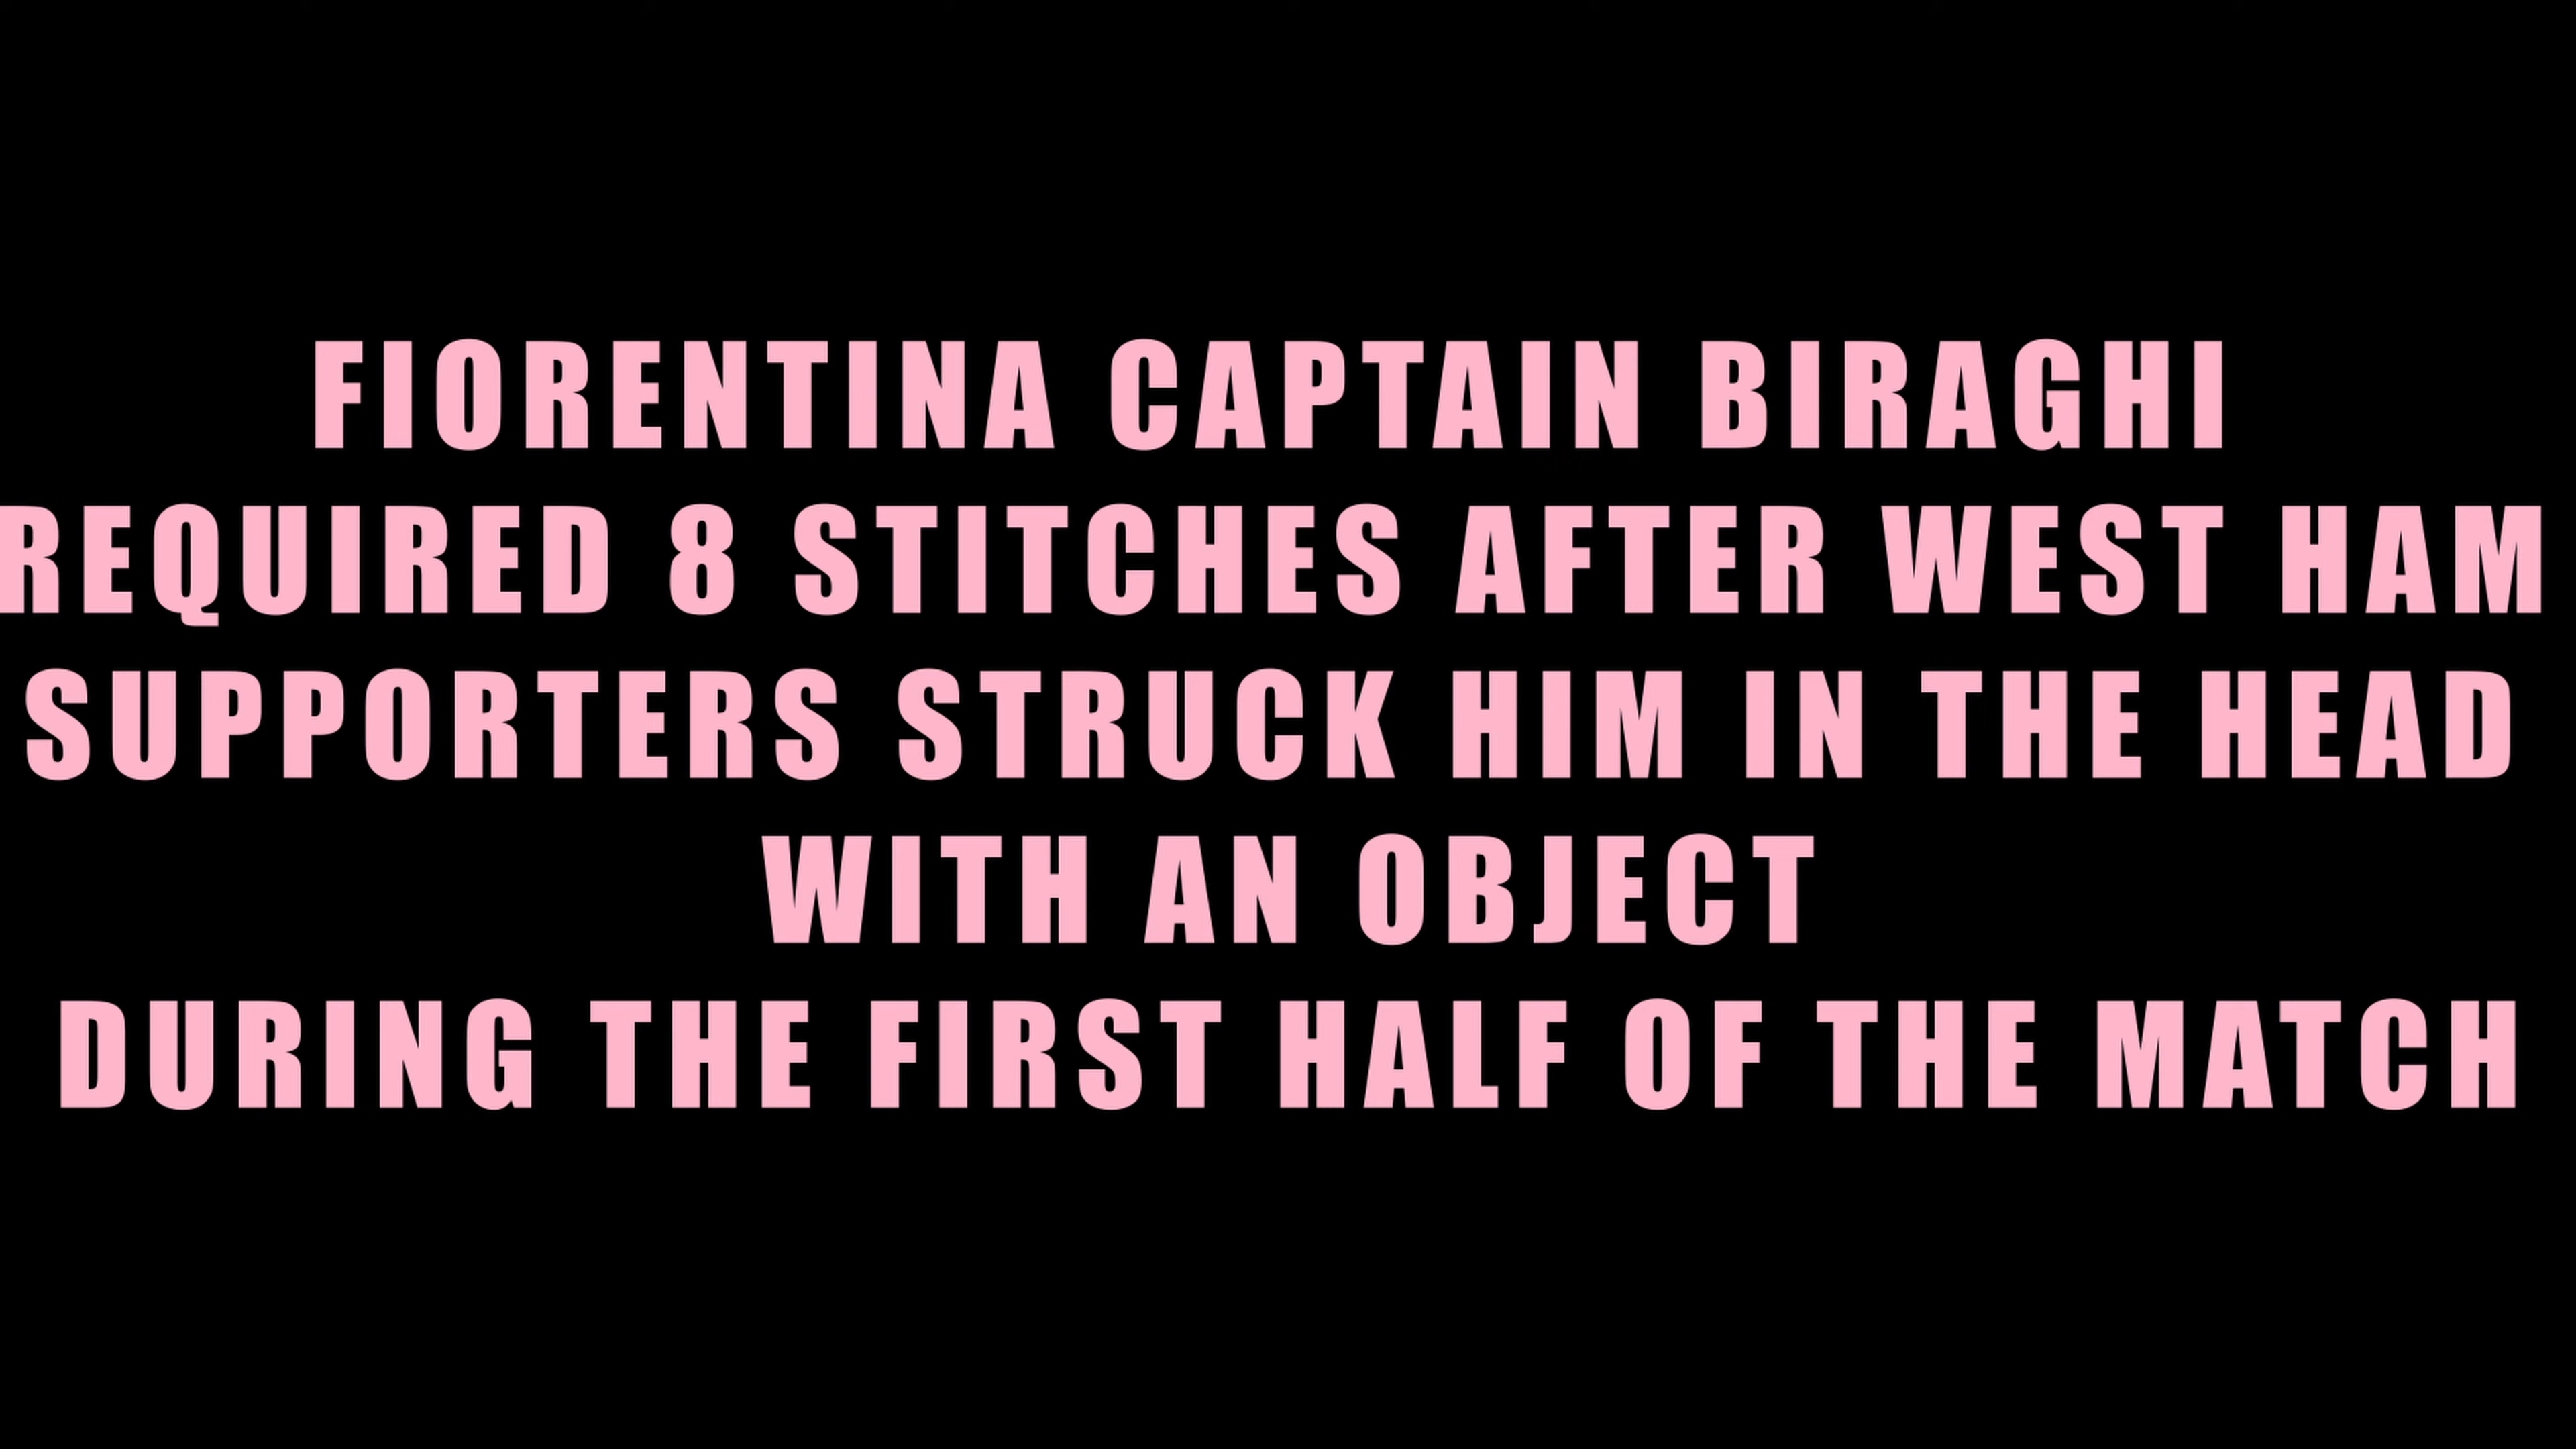 FIORENTINA CAPTAIN BIRAGHI
REQUIRED 8 STITCHES AFTER WEST HAM
SUPPORTERS STRUCK HIM IN THE HEAD
WITH AN OBJECT
DURING THE FIRST HALF OF THE MATCH